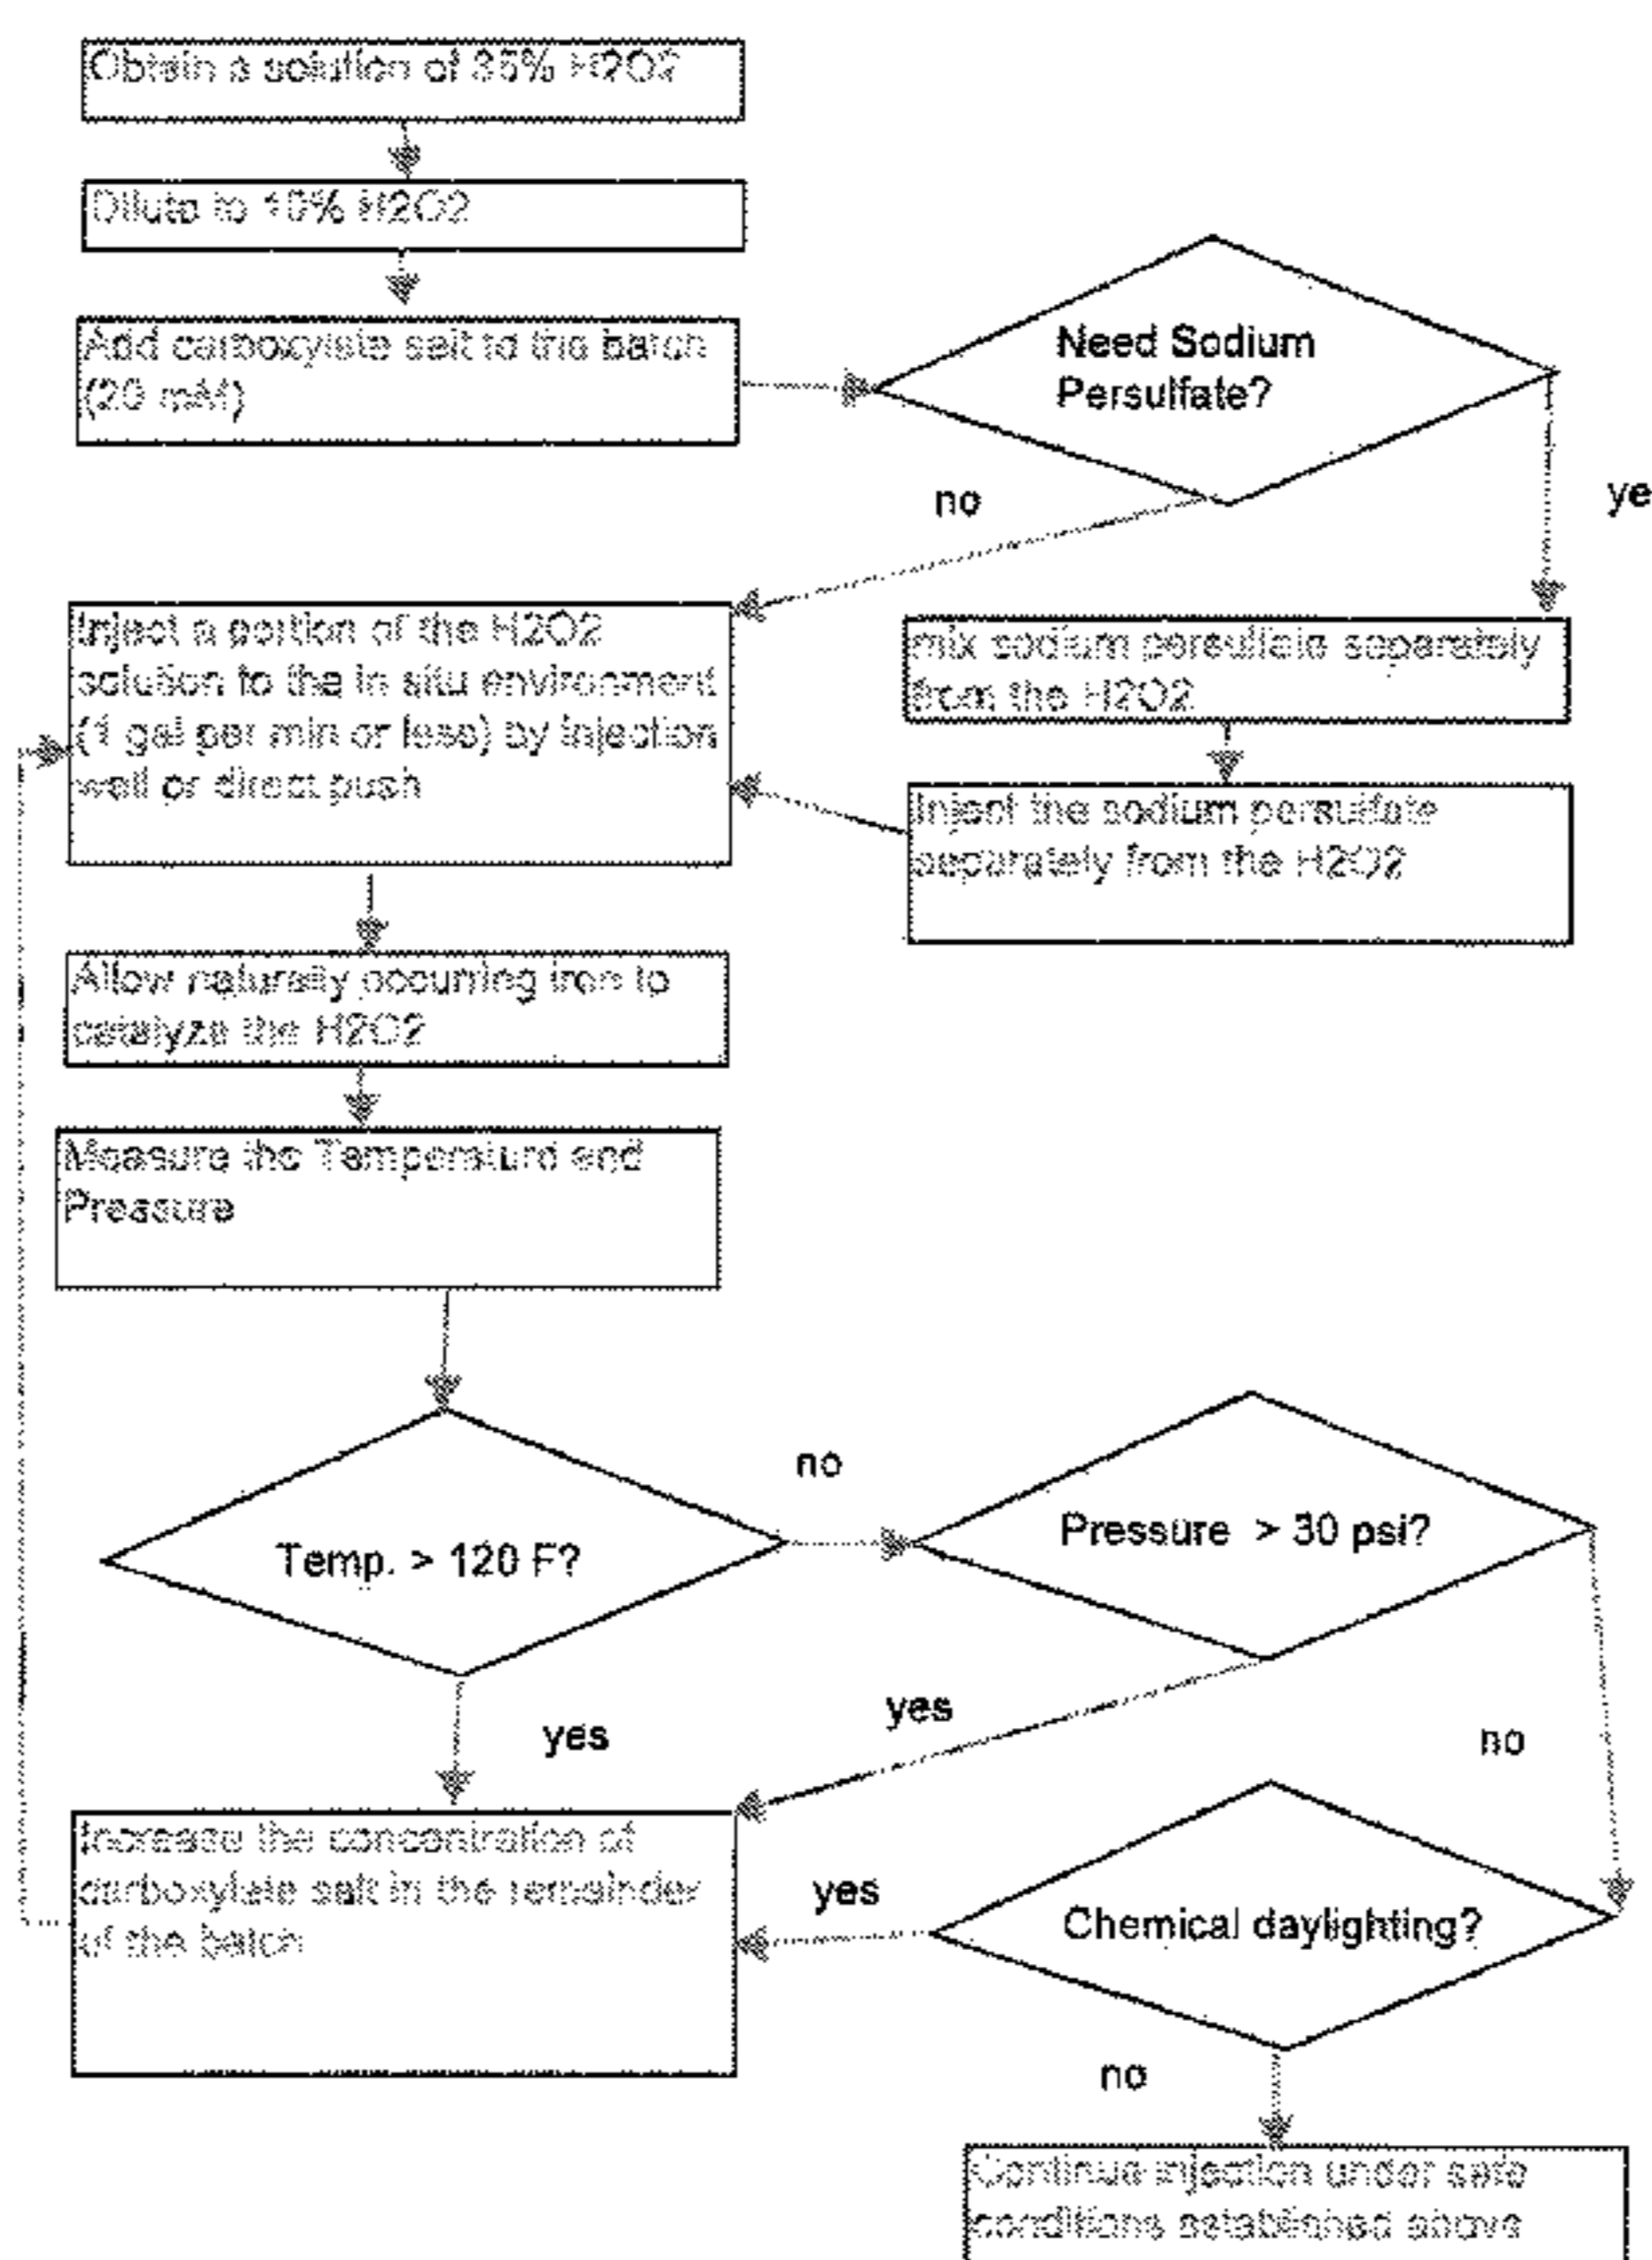 Obtain a solution of 35% H2O2
Dilute to 10% H2O2
Add carboxylate salt to the batch
(20 mM)
Need Sodium
Persulfate?
no
ye
Inject a portion of the H2O2
solution to the in situ environment
(1 gal per min or less) by injection
well or direct push
mix sodium persulfate separately
from the H2O2
Inject the sodium persulfate
separately from the H2O2
Allow naturally occurring iron to
catalyze the H2O2
Measure the Temperature and
Pressure
Temp. > 120 F?
no
Pressure > 30 psi?
yes
yes
no
Increase the concentration of
carboxylate salt in the remainder
of the batch
yes
Chemical daylighting?
no
Continue injection under safe
conditions established above